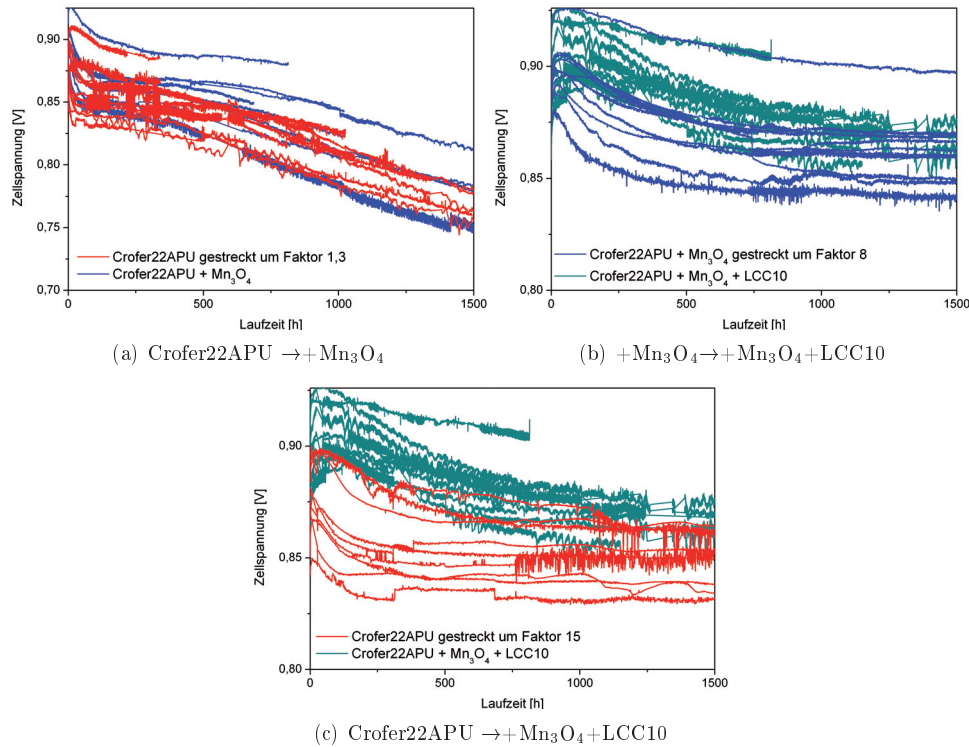 0,90
0,85
0,80
0,75
0,70
Zellspannung [V]
Crofer22APU gestreckt um Faktor 1,3
Crofer22APU + Mn₃O₄
0 500 1000 1500
Laufzeit [h]
(a) Crofer22APU →+Mn₃O₄
0,90
0,85
0,80
Zellspannung [V]
Crofer22APU + Mn₃O₄ gestreckt um Faktor 8
Crofer22APU + Mn₃O₄ + LCC10
0 500 1000 1500
Laufzeit [h]
(b) +Mn₃O₄→+Mn₃O₄+LCC10
0,90
0,85
0,80
Zellspannung [V]
Crofer22APU gestreckt um Faktor 15
Crofer22APU + Mn₃O₄ + LCC10
0 500 1000 1500
Laufzeit [h]
(c) Crofer22APU →+Mn₃O₄+LCC10